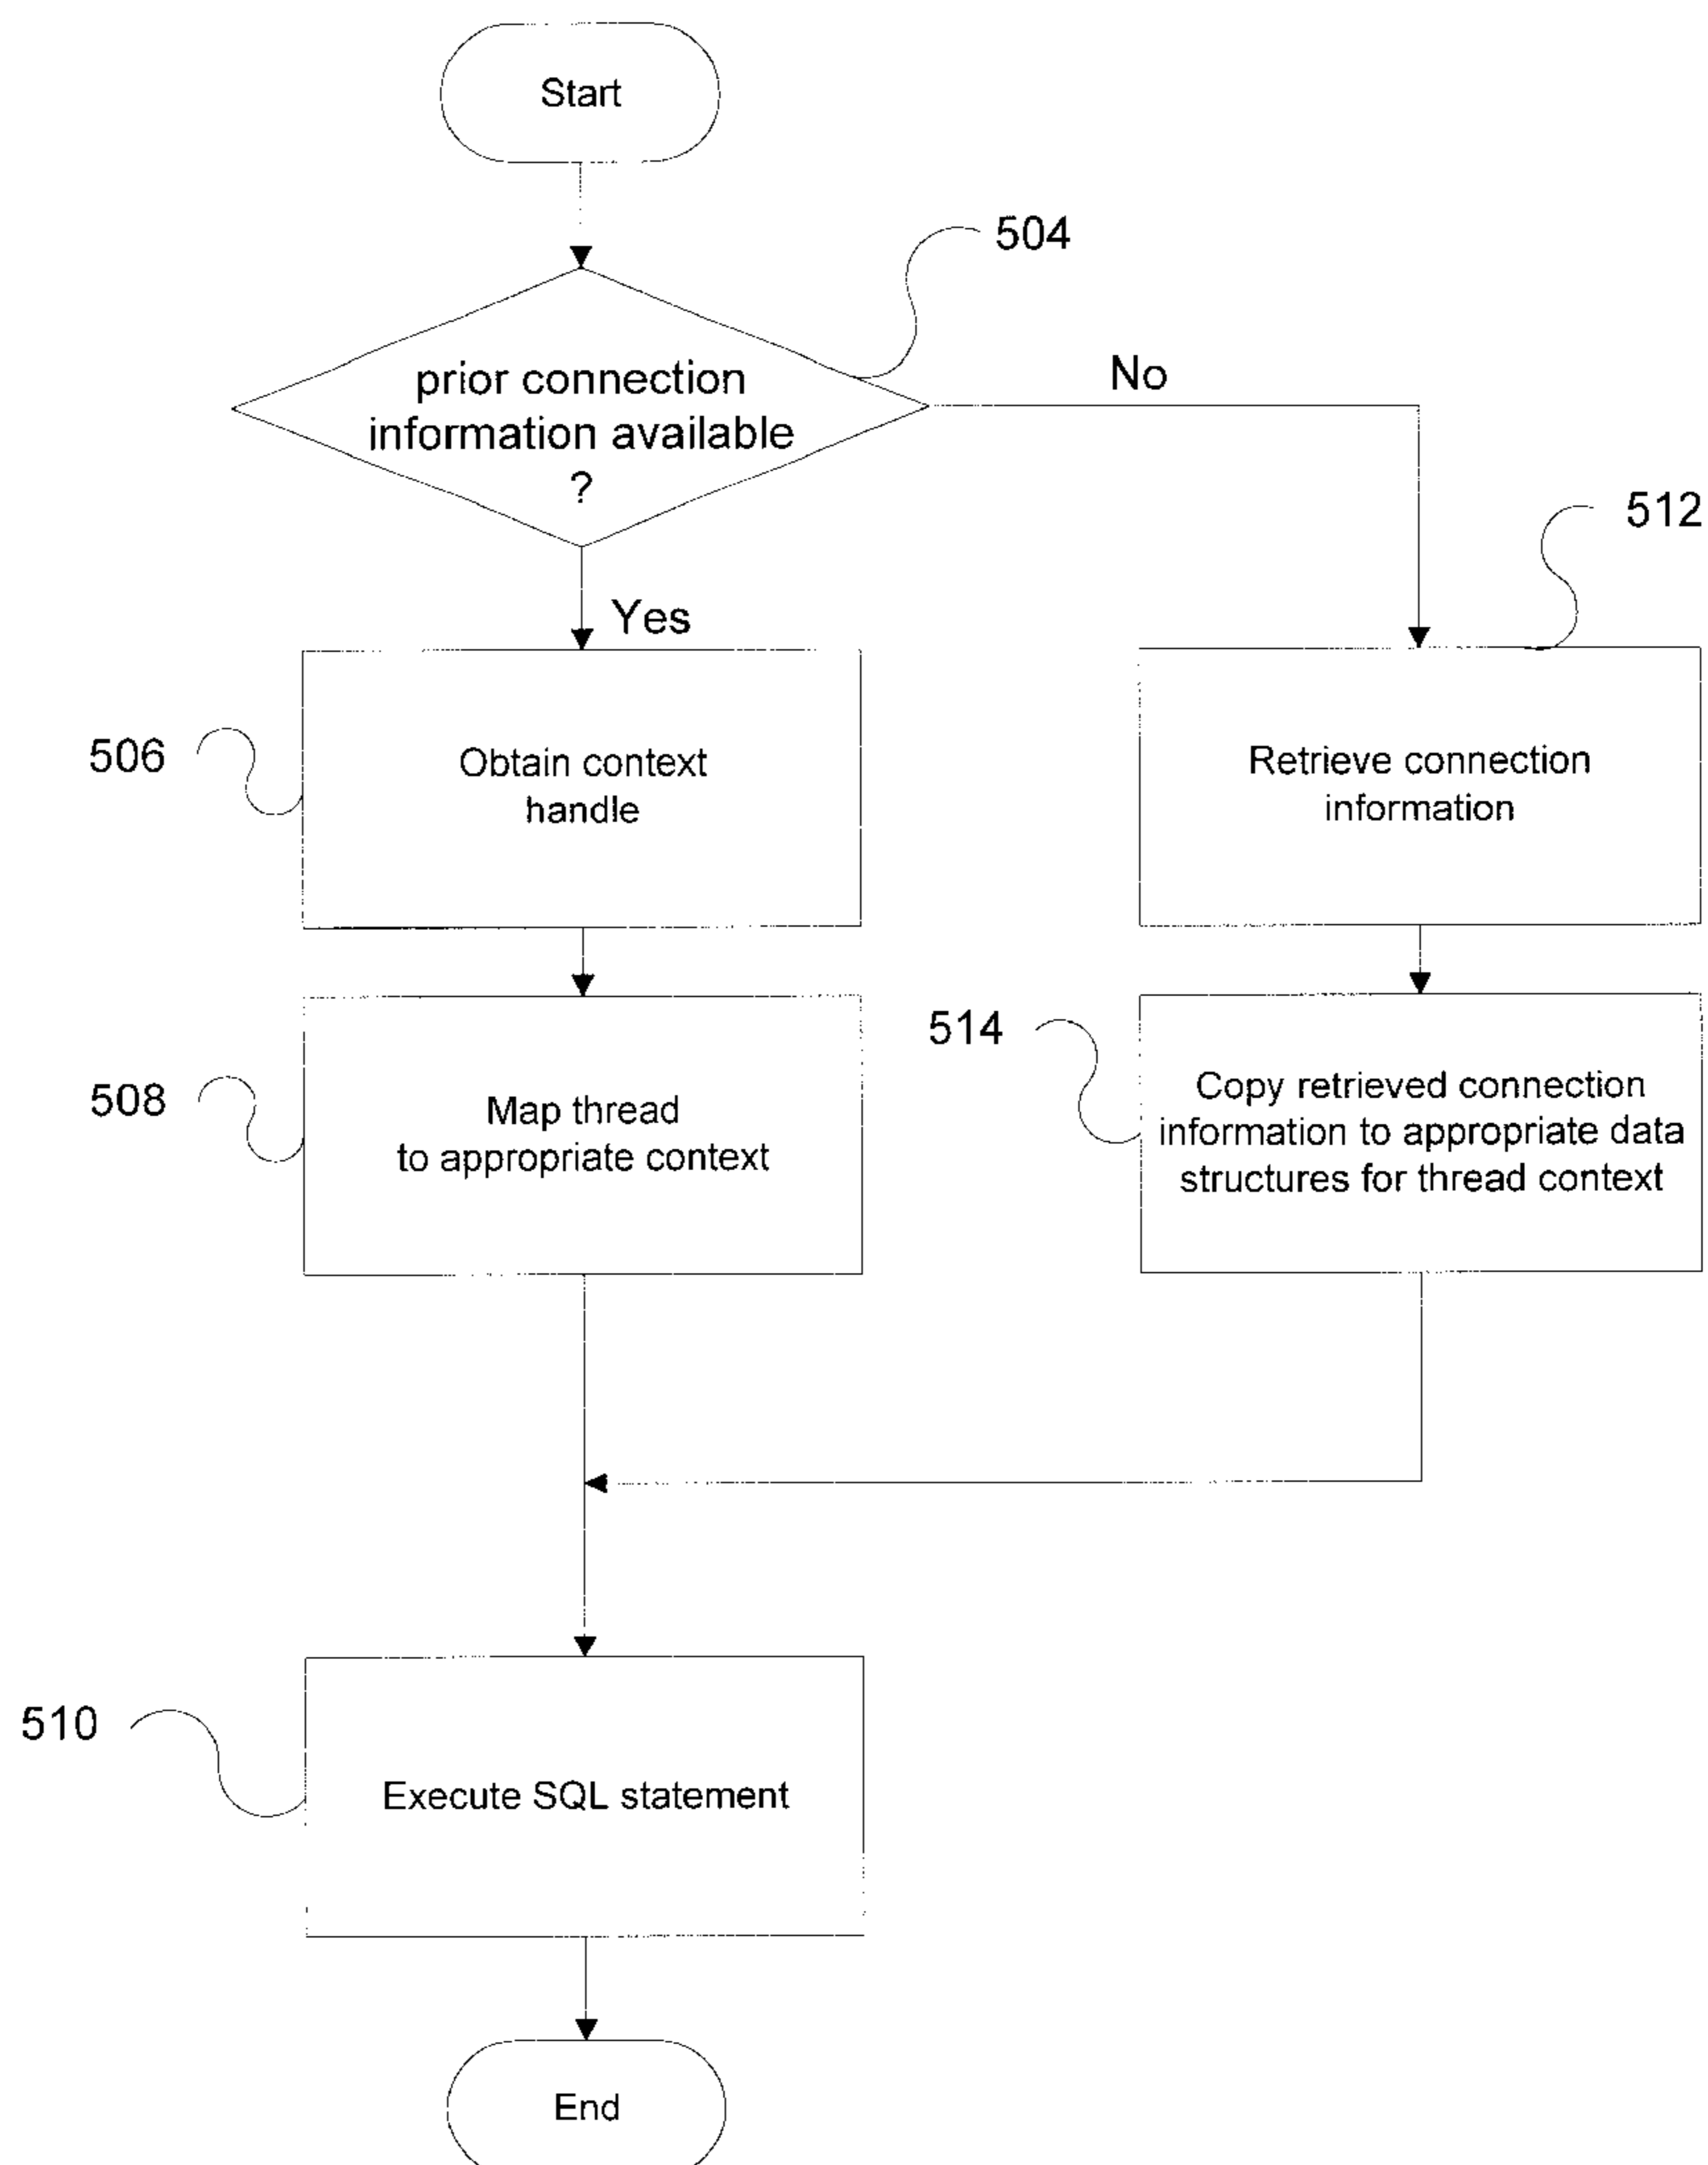 Start
504
prior connection
information available
?
No
Yes
512
506
Obtain context
handle
Retrieve connection
information
508
Map thread
to appropriate context
514
Copy retrieved connection
information to appropriate data
structures for thread context
510
Execute SQL statement
End